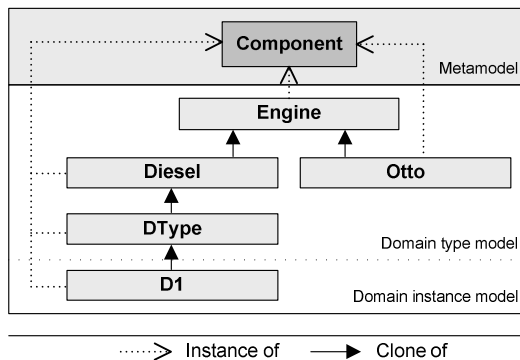 Component
Metamodel
Engine
Diesel
Otto
DType
Domain type model
D1
Domain instance model
Instance of
Clone of